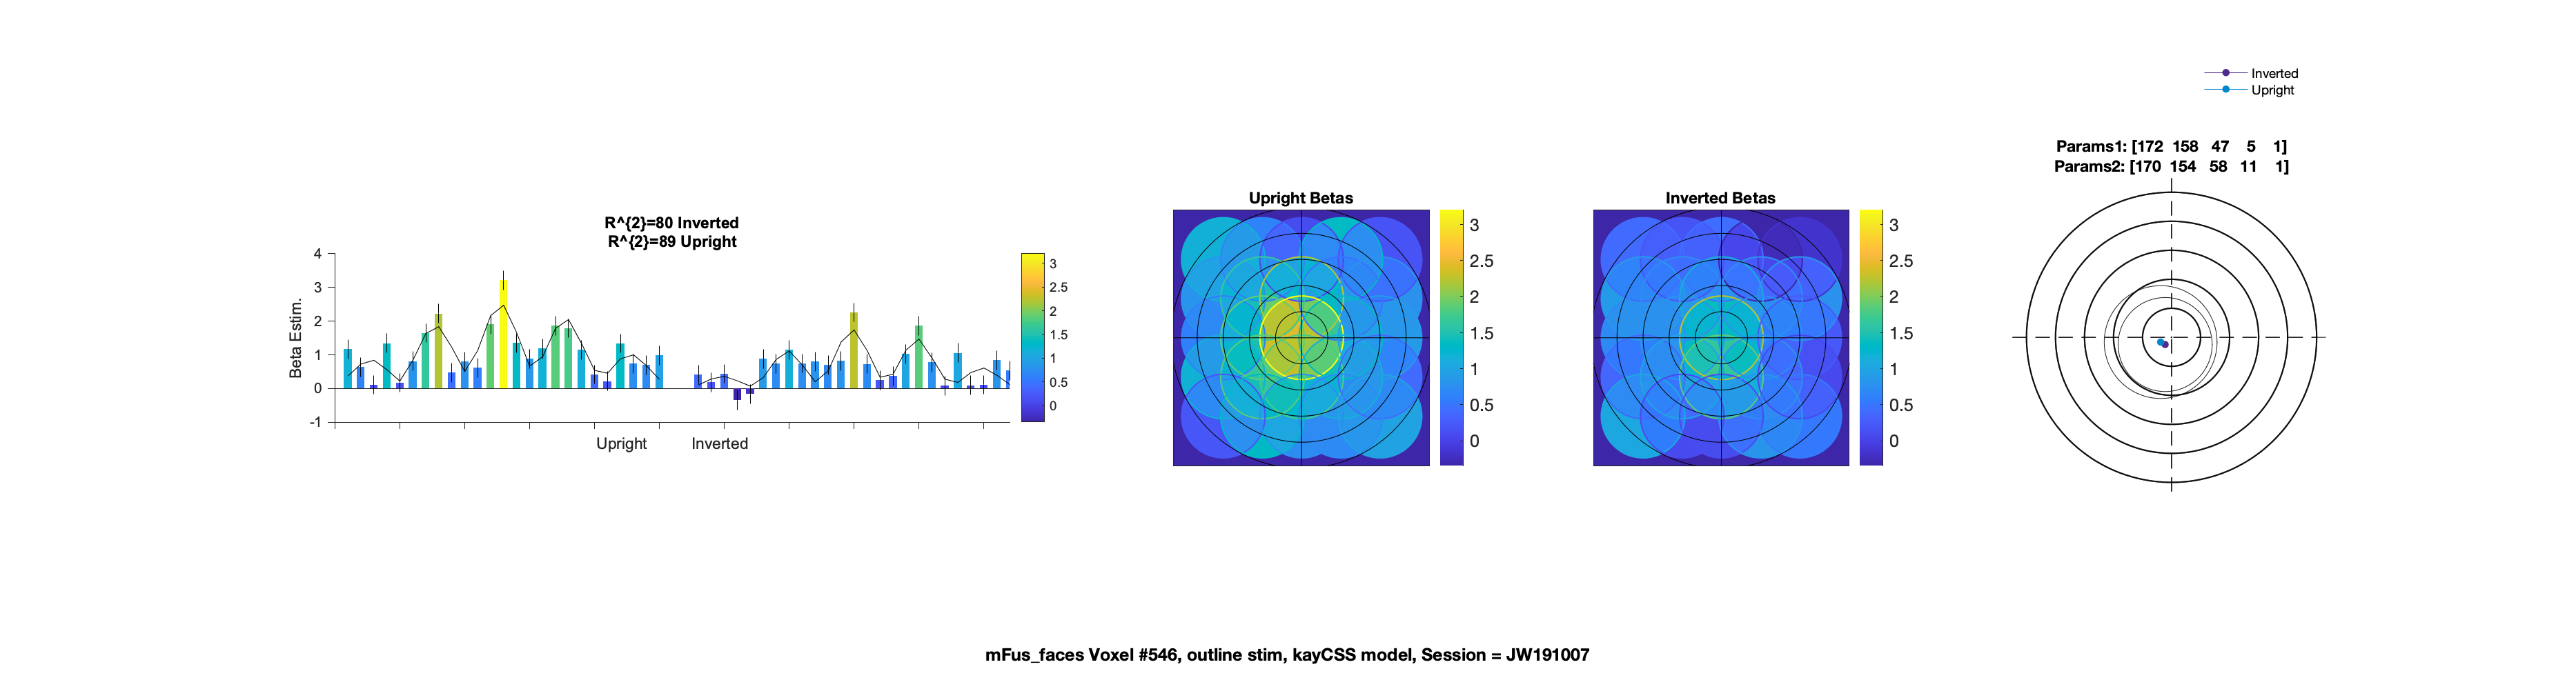 Inverted
Upright
Params1: [172 158 47 5 1]
Params2: [170 154 58 11 1]
R^{2}=80 Inverted
R^{2}=89 Upright
Beta Estim.
4
3
2
1
0
-1
Upright
Inverted
3
2.5
2
1.5
1
0.5
0
Upright Betas
3
2.5
2
1.5
1
0.5
0
Inverted Betas
3
2.5
2
1.5
1
0.5
0
mFus_faces Voxel #546, outline stim, kayCSS model, Session = JW191007